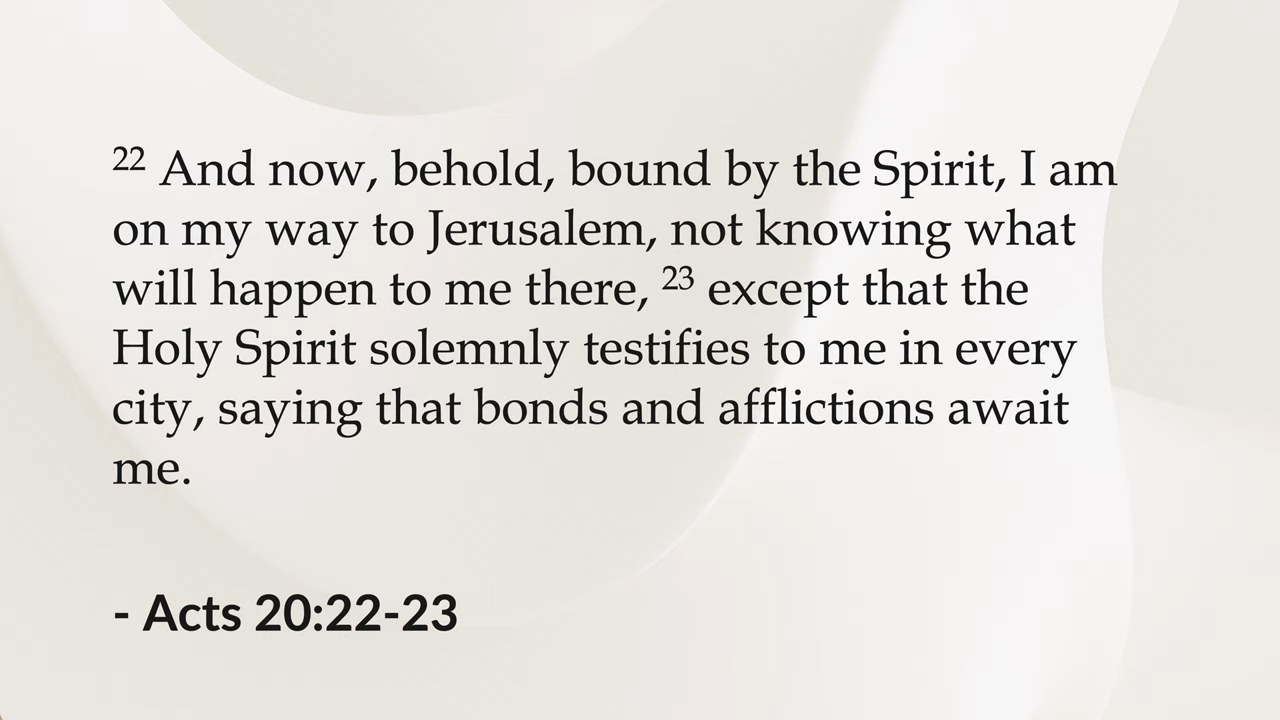 22 And now, behold, bound by the Spirit, I am
on my way to Jerusalem, not knowing what
will happen to me there, 23 except that the
Holy Spirit solemnly testifies to me in every
city, saying that bonds and afflictions await
me.
- Acts 20:22-23